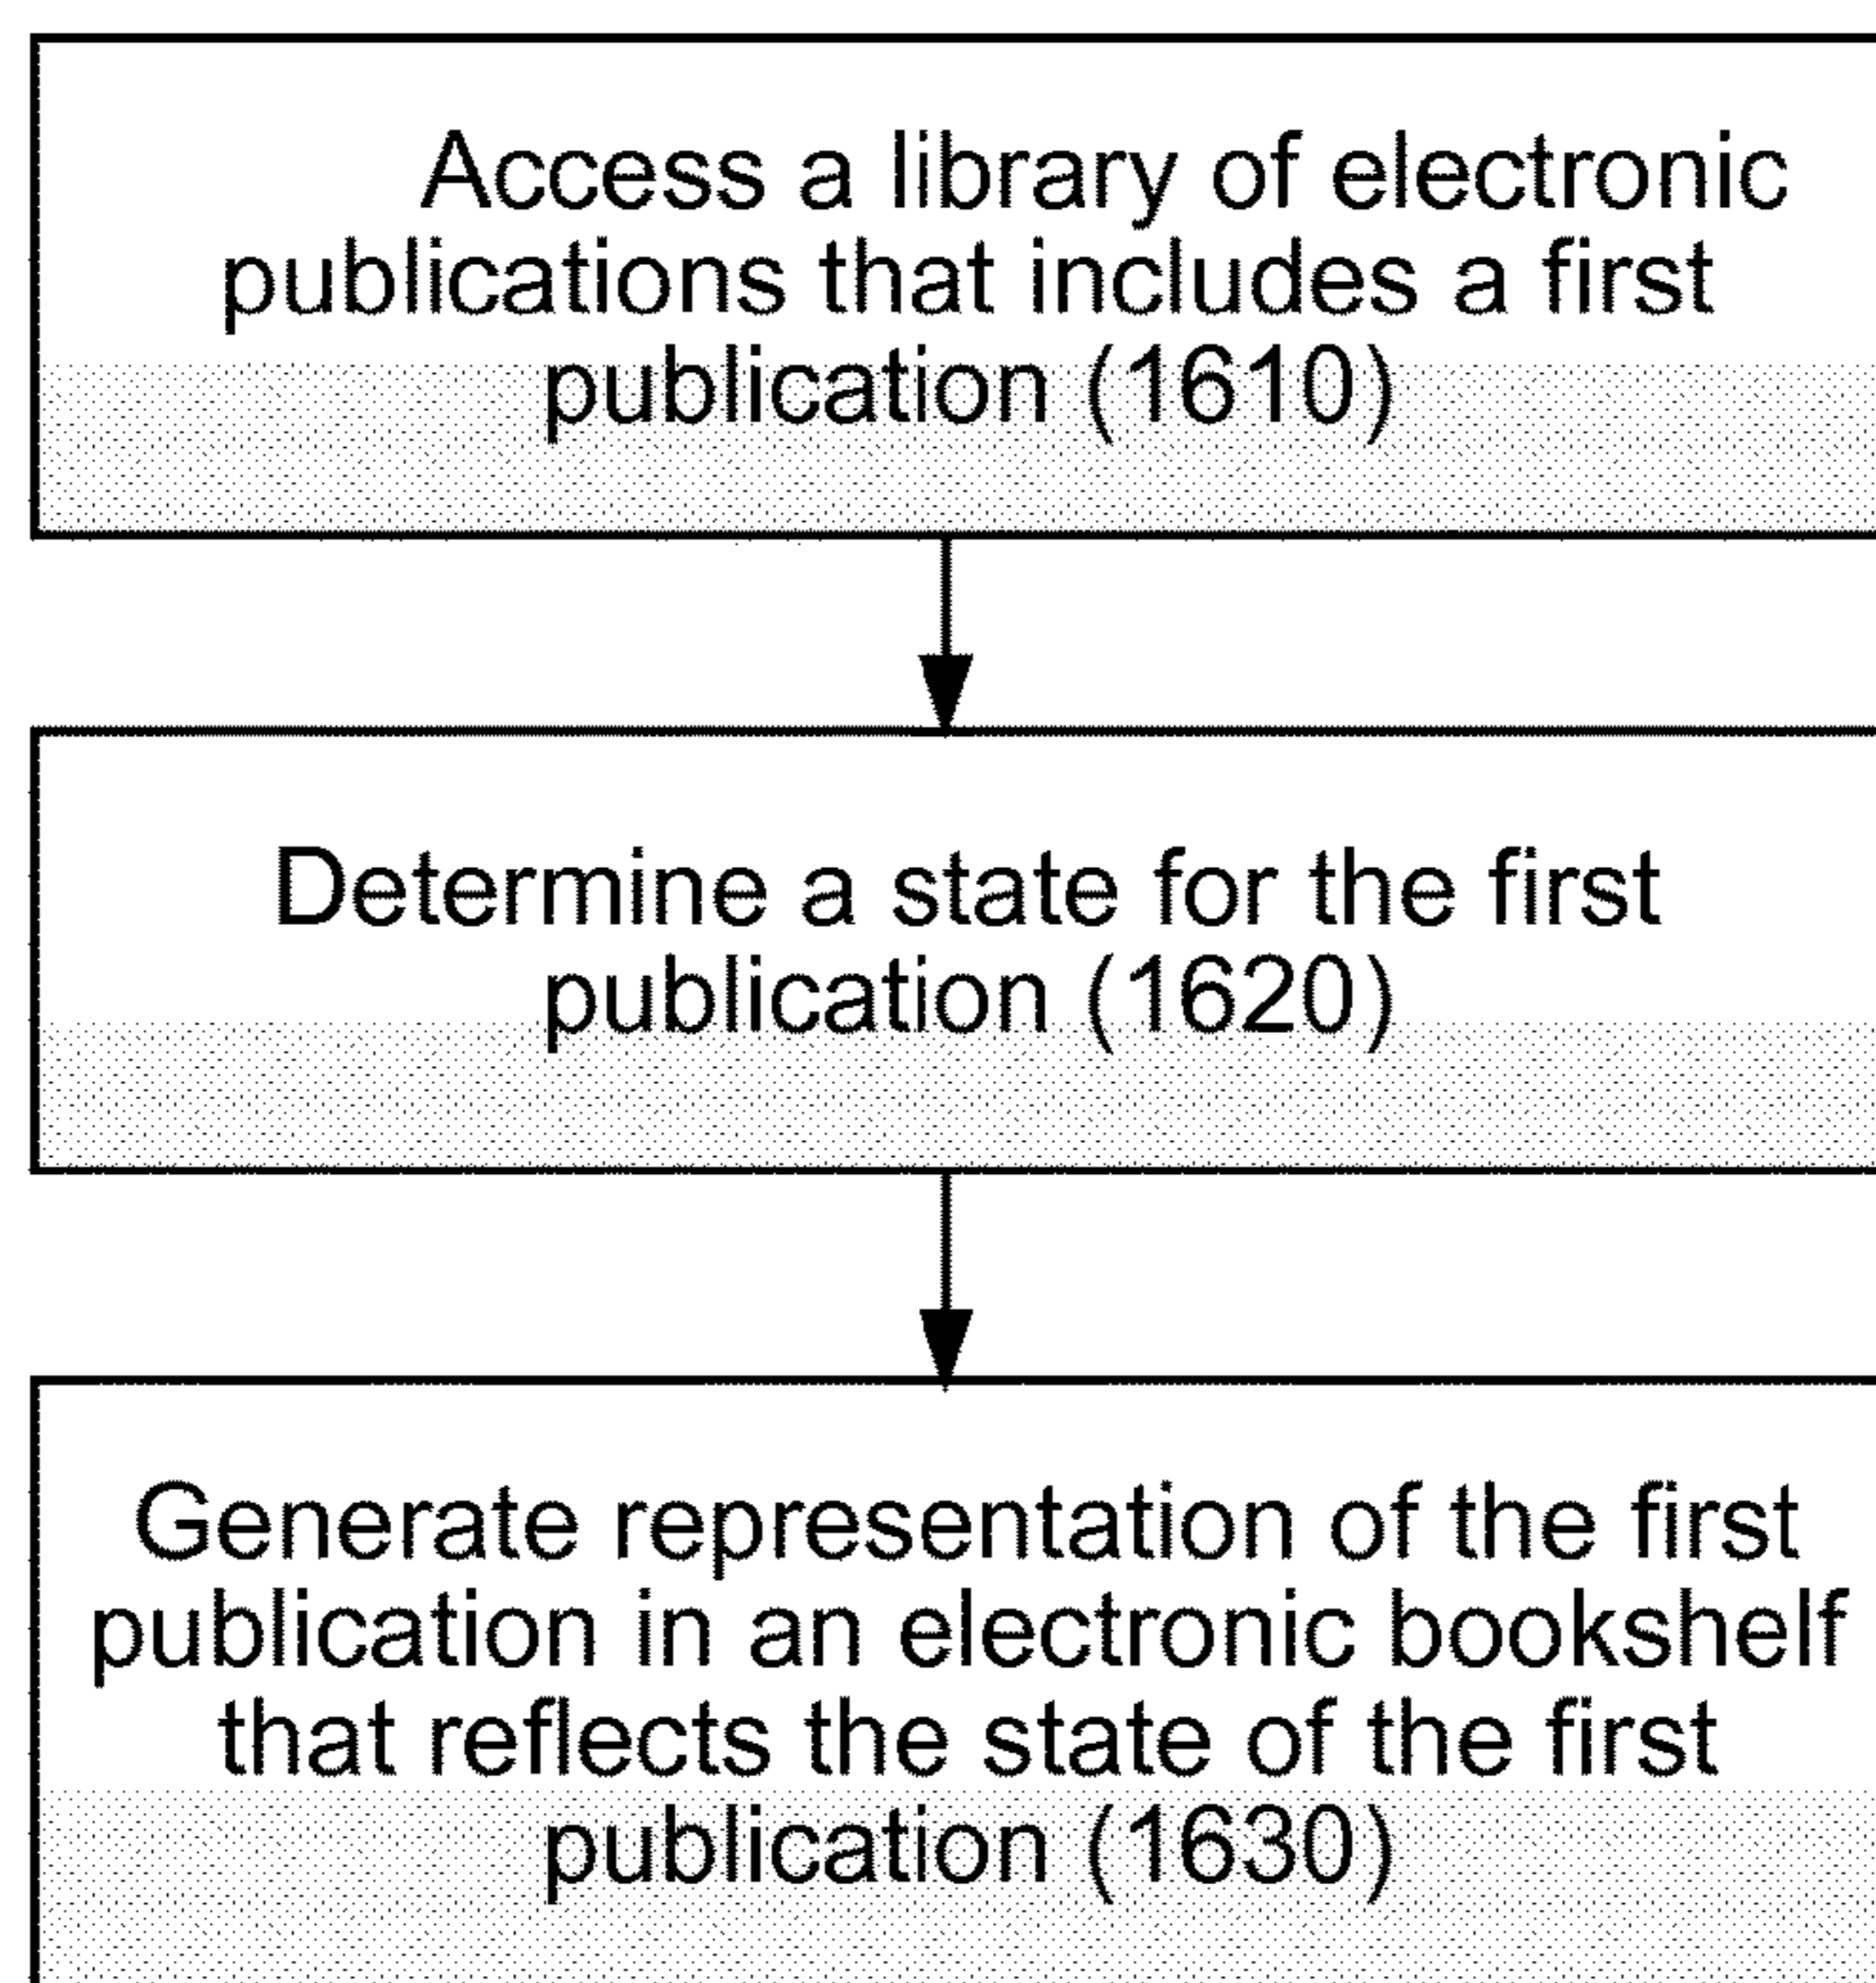 Access a library of electronic
publications that includes a first
publication (1610)
Determine a state for the first
publication (1620)
Generate representation of the first
publication in an electronic bookshelf
that reflects the state of the first
publication (1630)